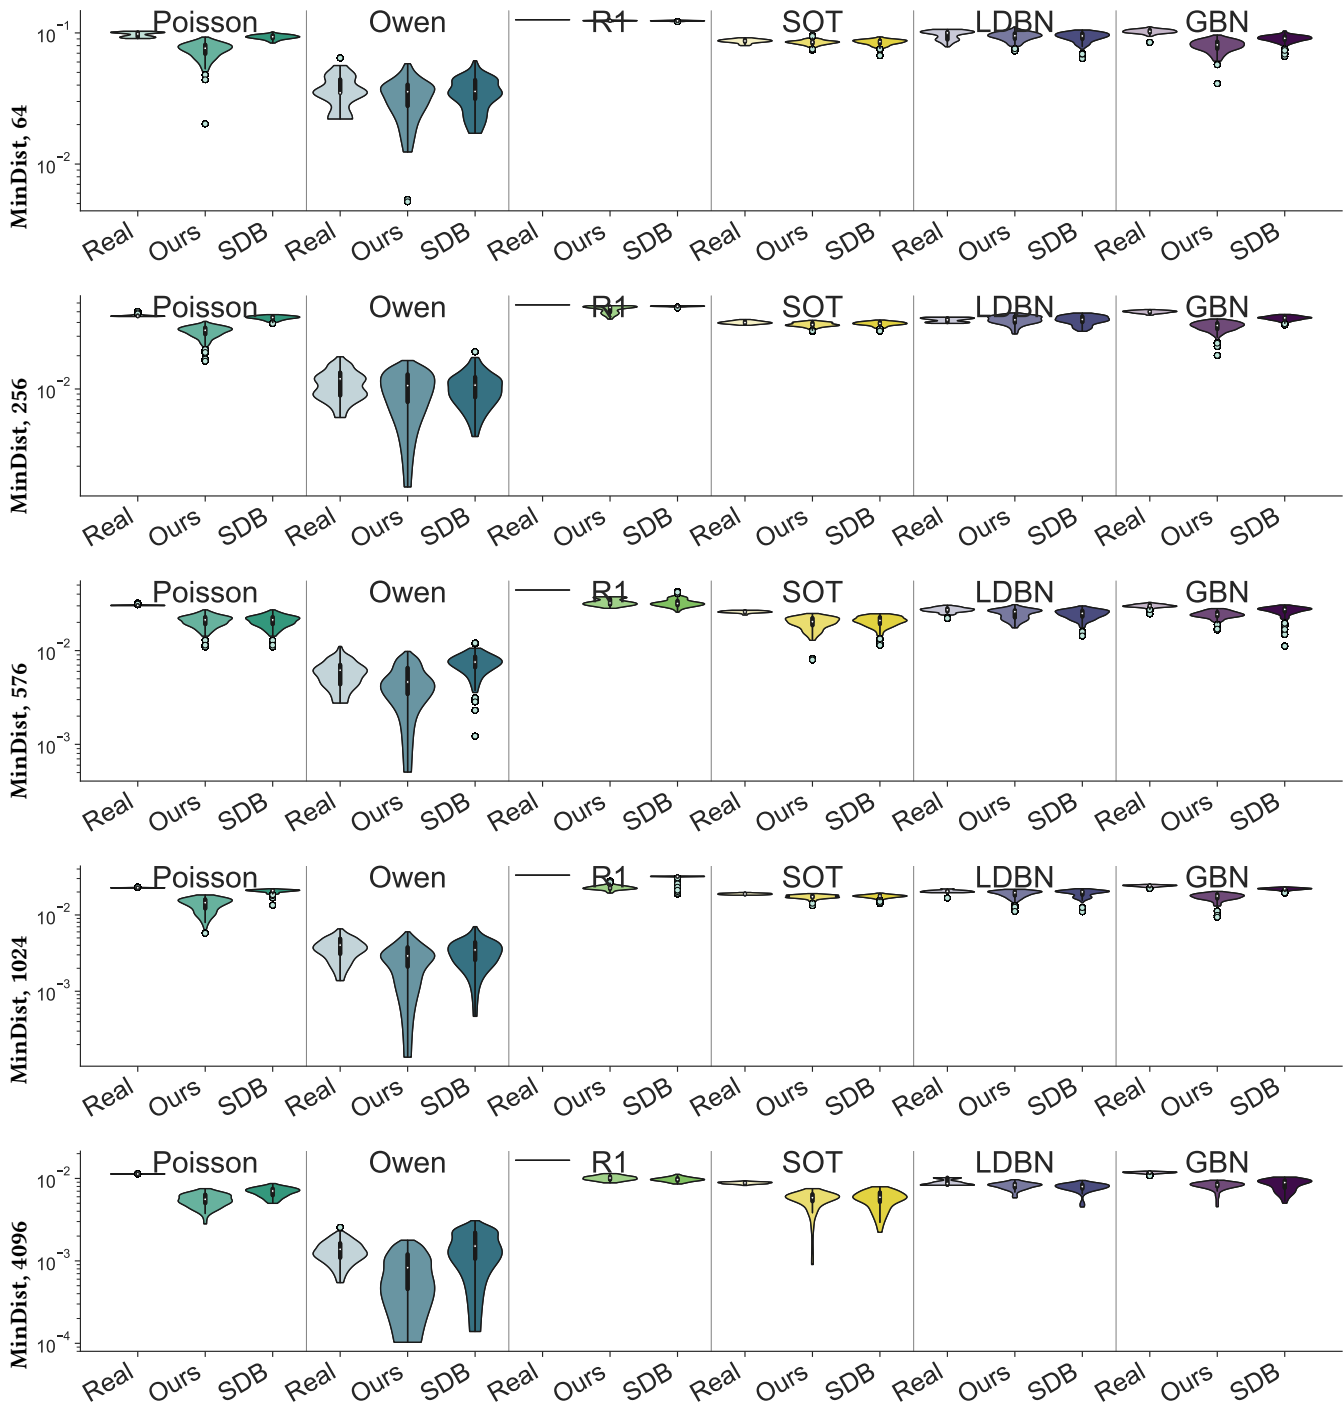 Poisson Owen R1 SOT LDBN GBN
10⁻¹
10⁻²
MinDist, 64
Real Ours SDB Real Ours SDB Real Ours SDB Real Ours SDB Real Ours SDB Real Ours SDB
Poisson Owen R1 SOT LDBN GBN
10⁻²
MinDist, 256
Real Ours SDB Real Ours SDB Real Ours SDB Real Ours SDB Real Ours SDB Real Ours SDB
Poisson Owen R1 SOT LDBN GBN
10⁻²
10⁻³
MinDist, 576
Real Ours SDB Real Ours SDB Real Ours SDB Real Ours SDB Real Ours SDB Real Ours SDB
Poisson Owen R1 SOT LDBN GBN
10⁻²
10⁻³
MinDist, 1024
Real Ours SDB Real Ours SDB Real Ours SDB Real Ours SDB Real Ours SDB Real Ours SDB
Poisson Owen R1 SOT LDBN GBN
10⁻²
10⁻³
10⁻⁴
MinDist, 4096
Real Ours SDB Real Ours SDB Real Ours SDB Real Ours SDB Real Ours SDB Real Ours SDB